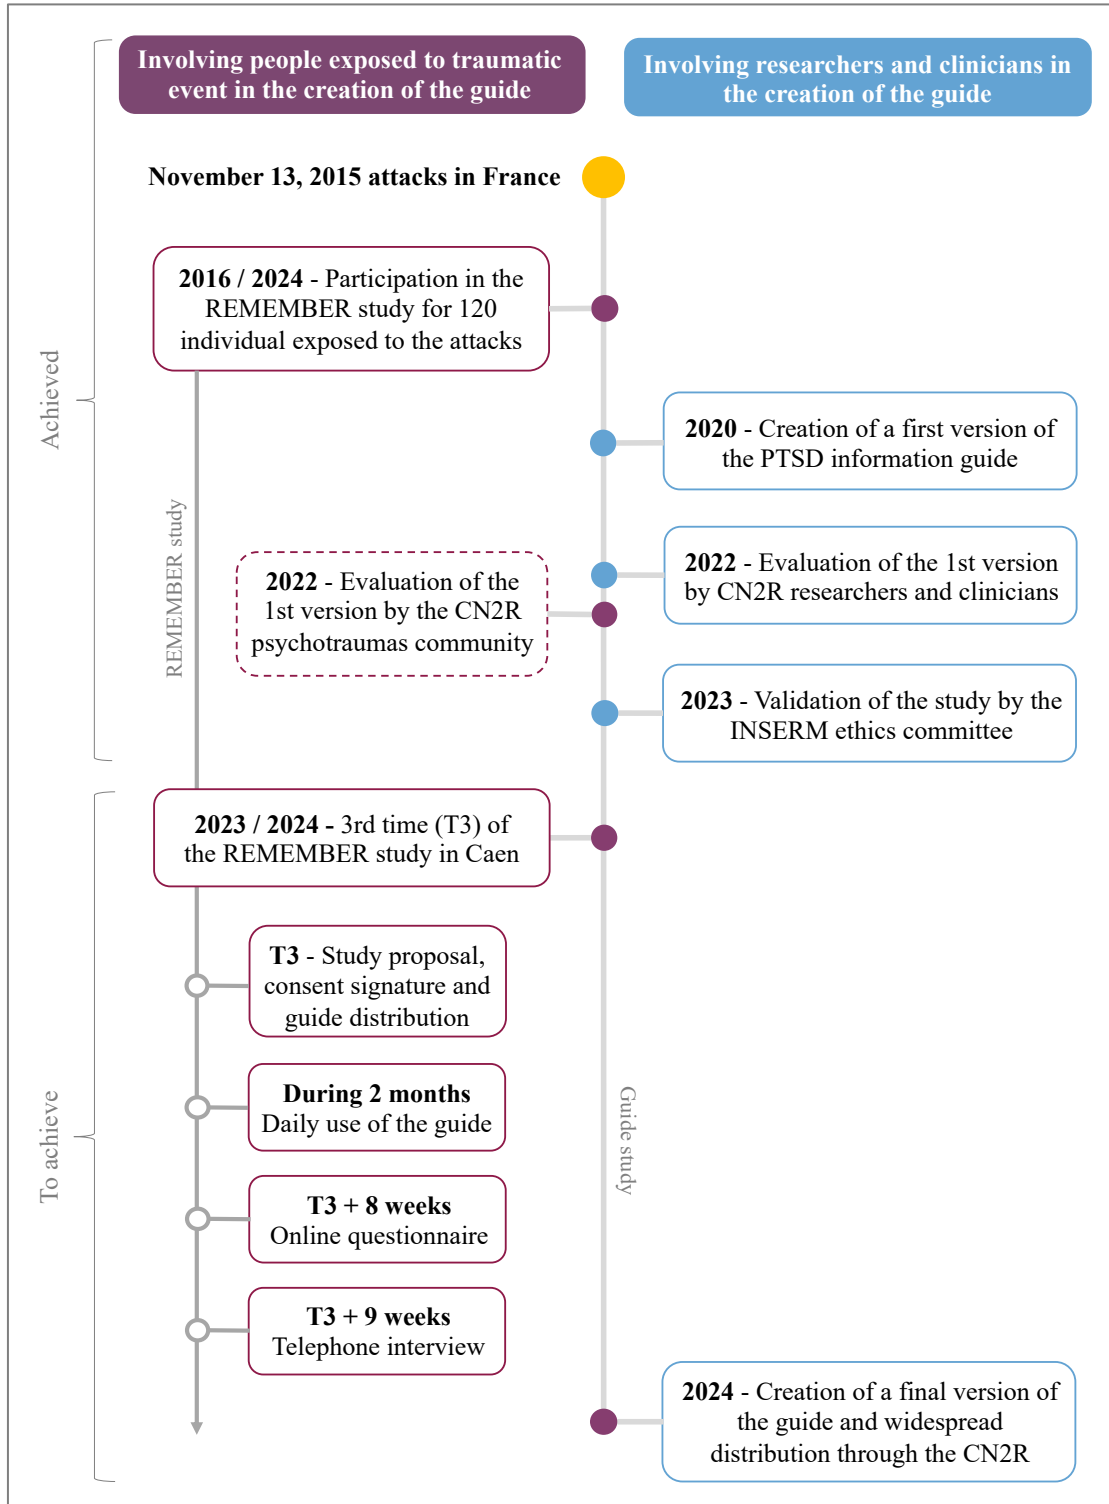 Involving people exposed to traumatic
event in the creation of the guide
Involving researchers and clinicians in
the creation of the guide
November 13, 2015 attacks in France
Achieved
2016 / 2024 - Participation in the
REMEMBER study for 120
individual exposed to the attacks
2020 - Creation of a first version of
the PTSD information guide
REMEMBER study
2022 - Evaluation of the 1st version
by CN2R researchers and clinicians
2022 - Evaluation of the
1st version by the CN2R
psychotraumas community
2023 - Validation of the study by the
INSERM ethics committee
To achieve
2023 / 2024 - 3rd time (T3) of
the REMEMBER study in Caen
T3 - Study proposal,
consent signature and
guide distribution
During 2 months
Daily use of the guide
Guide study
T3 + 8 weeks
Online questionnaire
T3 + 9 weeks
Telephone interview
2024 - Creation of a final version of
the guide and widespread
distribution through the CN2R